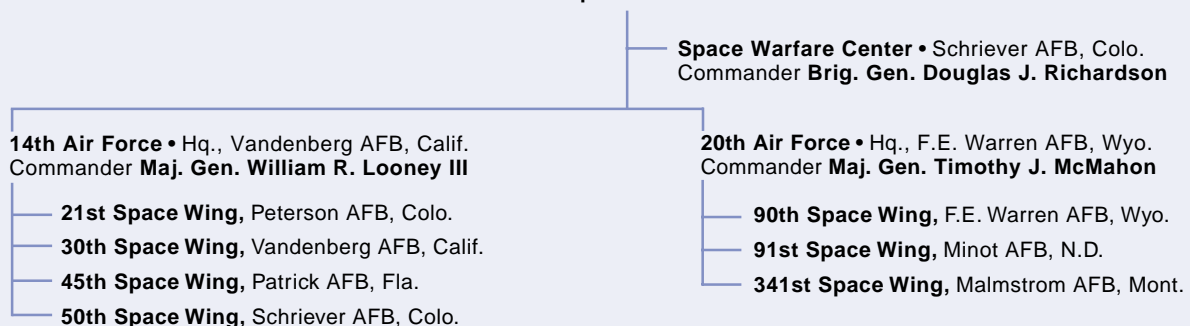 Space Warfare Center • Schriever AFB, Colo.
Commander Brig. Gen. Douglas J. Richardson
14th Air Force • Hq., Vandenberg AFB, Calif.
Commander Maj. Gen. William R. Looney III
21st Space Wing, Peterson AFB, Colo.
30th Space Wing, Vandenberg AFB, Calif.
45th Space Wing, Patrick AFB, Fla.
50th Space Wing, Schriever AFB, Colo.
20th Air Force • Hq., F.E. Warren AFB, Wyo.
Commander Maj. Gen. Timothy J. McMahon
90th Space Wing, F.E. Warren AFB, Wyo.
91st Space Wing, Minot AFB, N.D.
341st Space Wing, Malmstrom AFB, Mont.